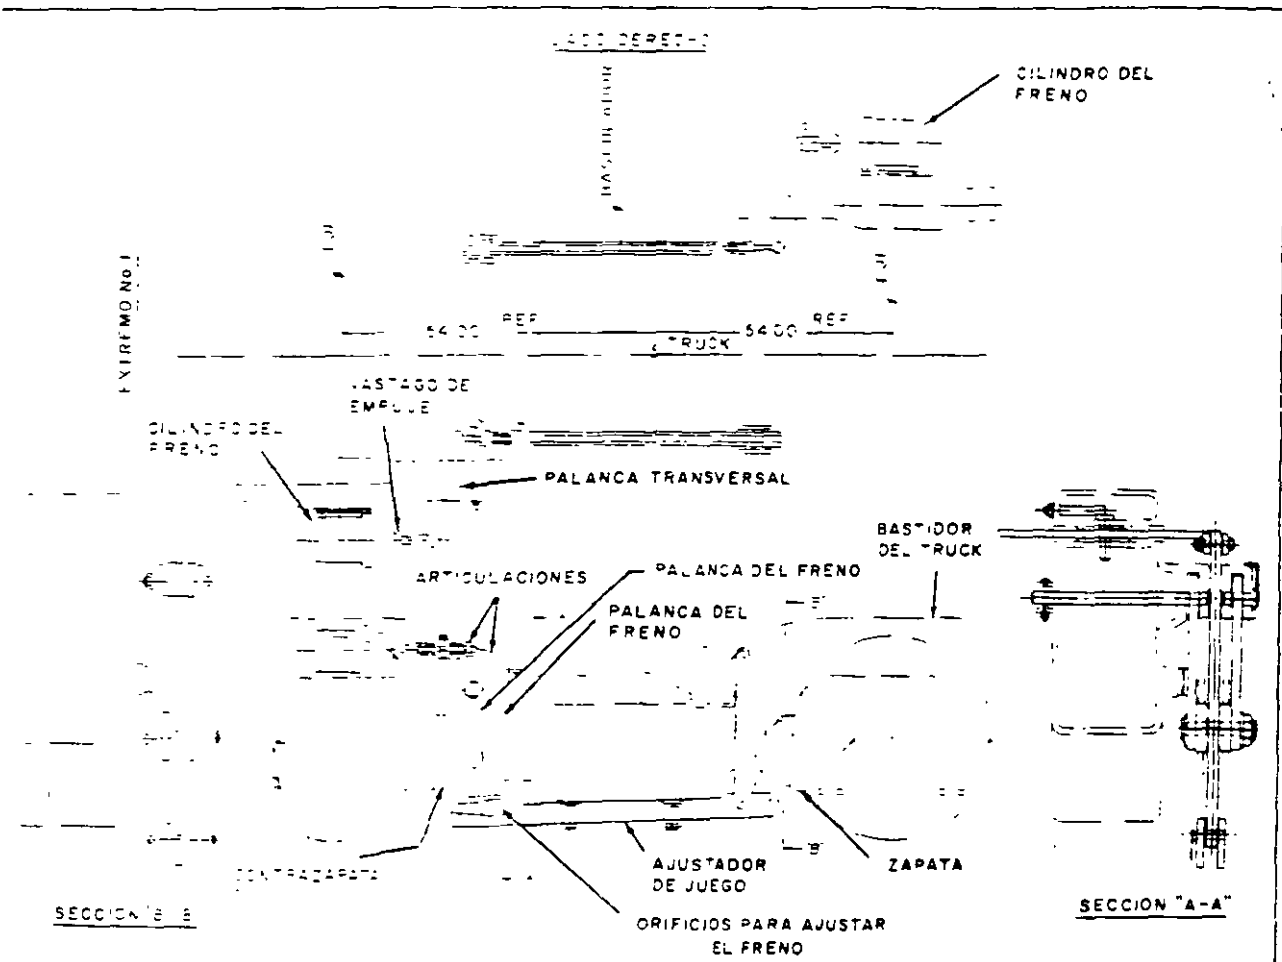 LADO DERECHO
CILINDRO DEL
FRENO
EXTREMO No. 1
54.00 REF
54.00 REF
TRUCK
VASTAGO DE
EMPUJE
CILINDRO DEL
FRENO
PALANCA TRANSVERSAL
BASTIDOR
DEL TRUCK
ARTICULACIONES
PALANCA DEL FRENO
PALANCA DEL
FRENO
CONTRAZAPATA
AJUSTADOR
DE JUEGO
ZAPATA
ORIFICIOS PARA AJUSTAR
EL FRENO
SECCION "B-B"
SECCION "A-A"